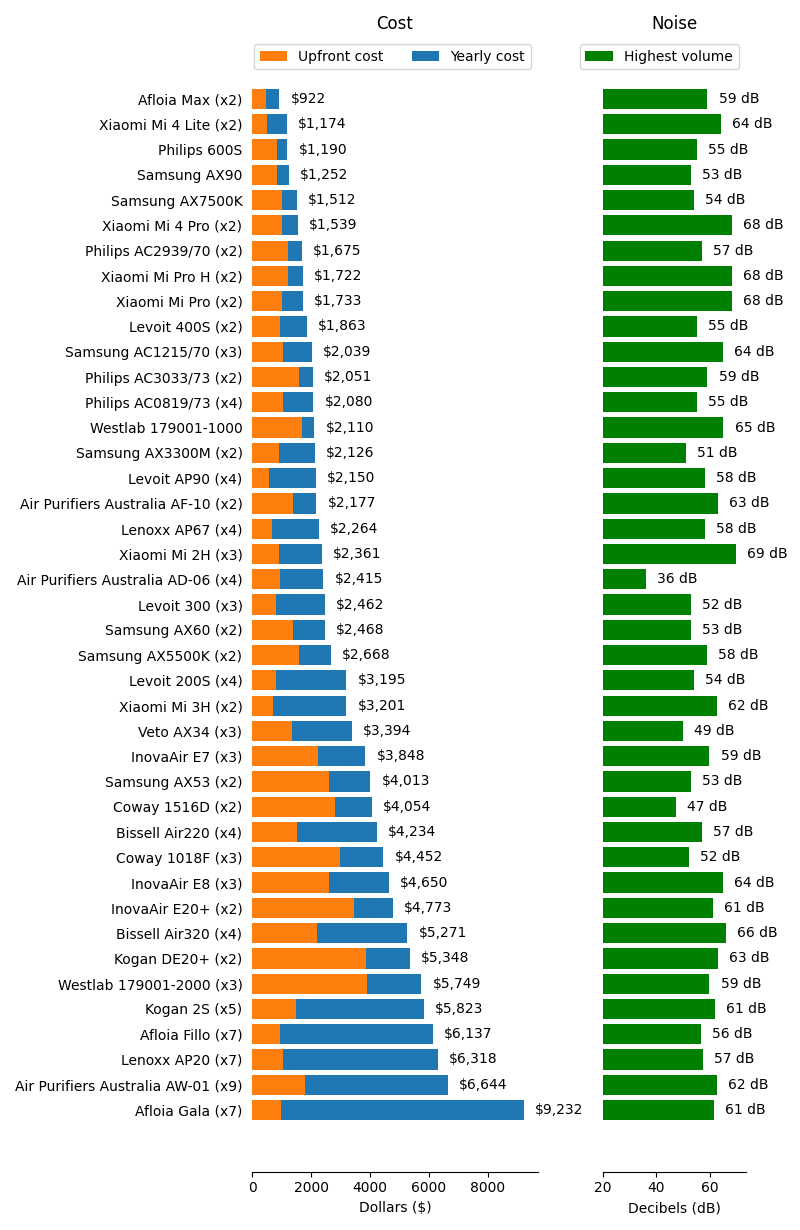 Cost Noise
Upfront cost Yearly cost Highest volume
Afloia Max (x2) $922 59 dB
Xiaomi Mi 4 Lite (x2) $1,174 64 dB
Philips 600S $1,190 55 dB
Samsung AX90 $1,252 53 dB
Samsung AX7500K $1,512 54 dB
Xiaomi Mi 4 Pro (x2) $1,539 68 dB
Philips AC2939/70 (x2) $1,675 57 dB
Xiaomi Mi Pro H (x2) $1,722 68 dB
Xiaomi Mi Pro (x2) $1,733 68 dB
Levoit 400S (x2) $1,863 55 dB
Samsung AC1215/70 (x3) $2,039 64 dB
Philips AC3033/73 (x2) $2,051 59 dB
Philips AC0819/73 (x4) $2,080 55 dB
Westlab 179001-1000 $2,110 65 dB
Samsung AX3300M (x2) $2,126 51 dB
Levoit AP90 (x4) $2,150 58 dB
Air Purifiers Australia AF-10 (x2) $2,177 63 dB
Lenoxx AP67 (x4) $2,264 58 dB
Xiaomi Mi 2H (x3) $2,361 69 dB
Air Purifiers Australia AD-06 (x4) $2,415 36 dB
Levoit 300 (x3) $2,462 52 dB
Samsung AX60 (x2) $2,468 53 dB
Samsung AX5500K (x2) $2,668 58 dB
Levoit 200S (x4) $3,195 54 dB
Xiaomi Mi 3H (x2) $3,201 62 dB
Veto AX34 (x3) $3,394 49 dB
InovaAir E7 (x3) $3,848 59 dB
Samsung AX53 (x2) $4,013 53 dB
Coway 1516D (x2) $4,054 47 dB
Bissell Air220 (x4) $4,234 57 dB
Coway 1018F (x3) $4,452 52 dB
InovaAir E8 (x3) $4,650 64 dB
InovaAir E20+ (x2) $4,773 61 dB
Bissell Air320 (x4) $5,271 66 dB
Kogan DE20+ (x2) $5,348 63 dB
Westlab 179001-2000 (x3) $5,749 59 dB
Kogan 2S (x5) $5,823 61 dB
Afloia Fillo (x7) $6,137 56 dB
Lenoxx AP20 (x7) $6,318 57 dB
Air Purifiers Australia AW-01 (x9) $6,644 62 dB
Afloia Gala (x7) $9,232 61 dB
0 2000 4000 6000 8000 20 40 60
Dollars ($) Decibels (dB)